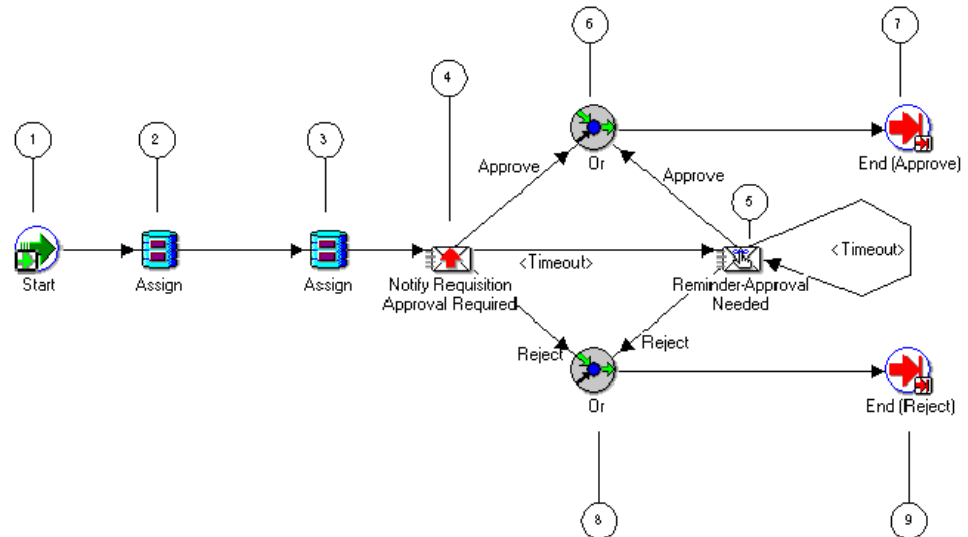 6
7
4
1
2
3
Or
End (Approve)
Approve
Approve
5
<Timeout>
<Timeout>
Start
Assign
Assign
Notify Requisition
Approval Required
Reminder-Approval
Needed
Reject
Reject
Or
End (Reject)
8
9